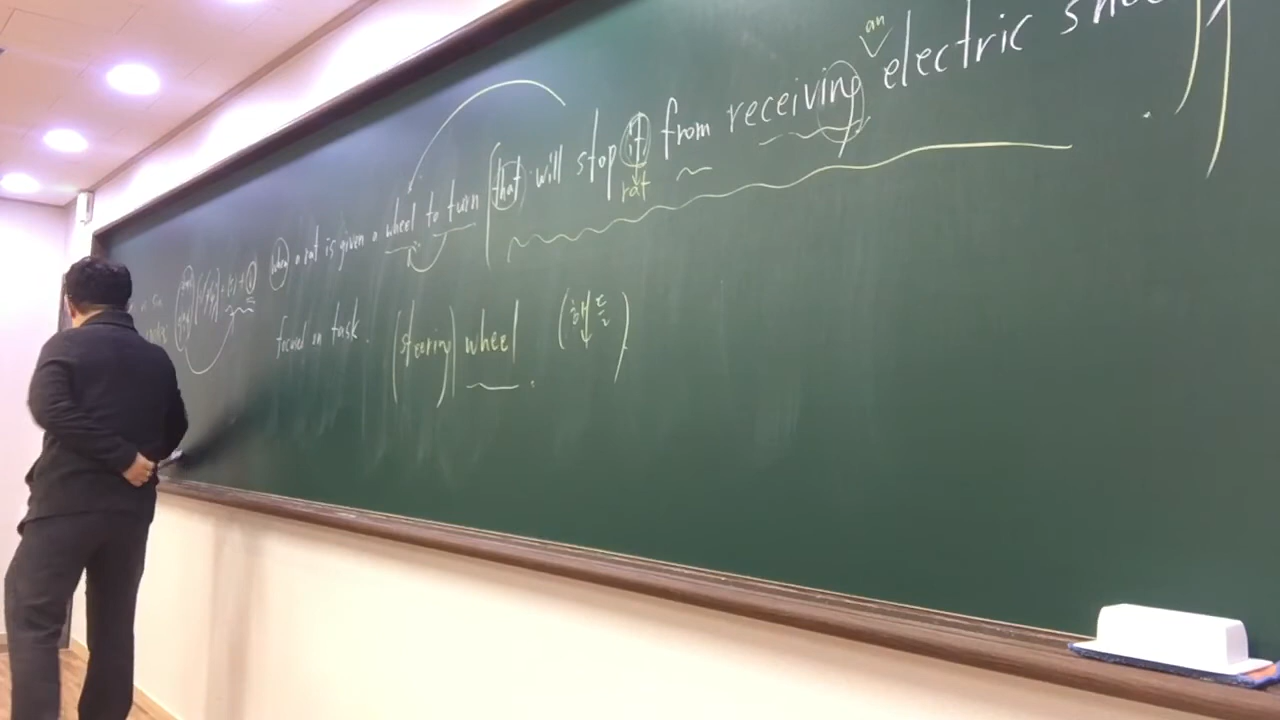 an
When a rat is given a wheel to turn that will stop it from receiving electric
rat
focused on task.
(steering) wheel (핸들)